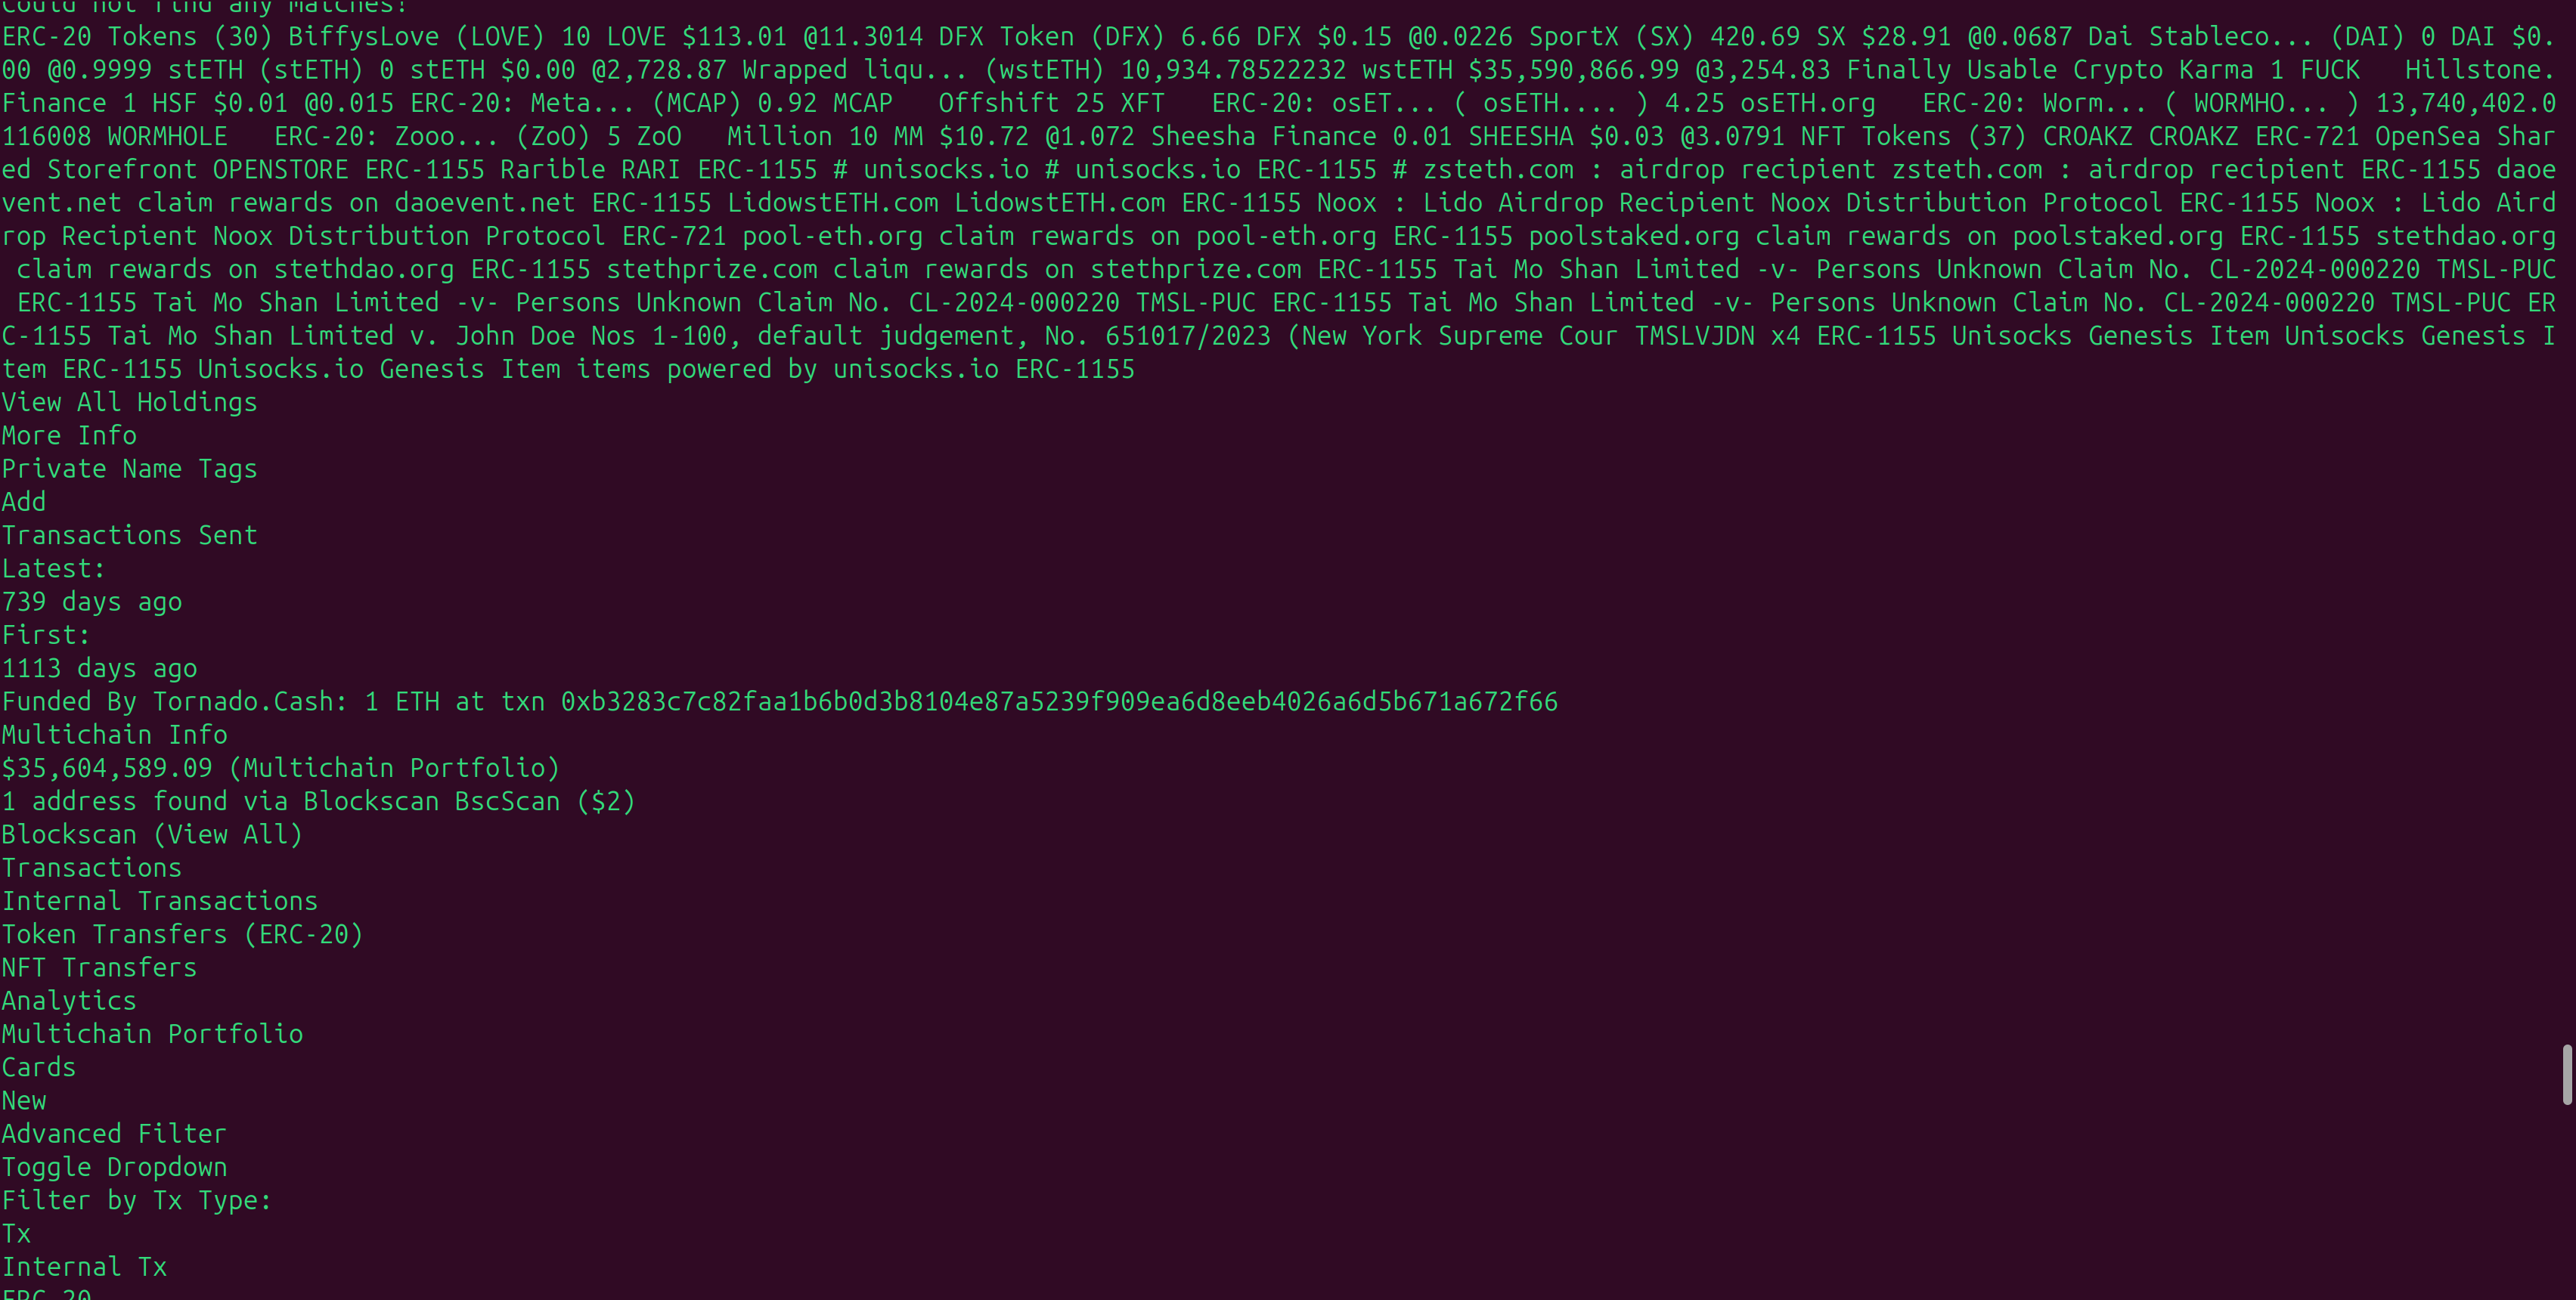 Could not find any matches!
ERC-20 Tokens (30) BiffysLove (LOVE) 10 LOVE $113.01 @11.3014 DFX Token (DFX) 6.66 DFX $0.15 @0.0226 SportX (SX) 420.69 SX $28.91 @0.0687 Dai Stableco... (DAI) 0 DAI $0.
00 @0.9999 stETH (stETH) 0 stETH $0.00 @2,728.87 Wrapped liqu... (wstETH) 10,934.78522232 wstETH $35,590,866.99 @3,254.83 Finally Usable Crypto Karma 1 FUCK   Hillstone.
Finance 1 HSF $0.01 @0.015 ERC-20: Meta... (MCAP) 0.92 MCAP   Offshift 25 XFT   ERC-20: osET... ( osETH.... ) 4.25 osETH.org   ERC-20: Worm... ( WORMHO... ) 13,740,402.0
116008 WORMHOLE   ERC-20: Zooo... (ZoO) 5 ZoO   Million 10 MM $10.72 @1.072 Sheesha Finance 0.01 SHEESHA $0.03 @3.0791 NFT Tokens (37) CROAKZ CROAKZ ERC-721 OpenSea Shar
ed Storefront OPENSTORE ERC-1155 Rarible RARI ERC-1155 # unisocks.io # unisocks.io ERC-1155 # zsteth.com : airdrop recipient zsteth.com : airdrop recipient ERC-1155 daoe
vent.net claim rewards on daoevent.net ERC-1155 LidowstETH.com LidowstETH.com ERC-1155 Noox : Lido Airdrop Recipient Noox Distribution Protocol ERC-1155 Noox : Lido Aird
rop Recipient Noox Distribution Protocol ERC-721 pool-eth.org claim rewards on pool-eth.org ERC-1155 poolstaked.org claim rewards on poolstaked.org ERC-1155 stethdao.org
 claim rewards on stethdao.org ERC-1155 stethprize.com claim rewards on stethprize.com ERC-1155 Tai Mo Shan Limited -v- Persons Unknown Claim No. CL-2024-000220 TMSL-PUC
 ERC-1155 Tai Mo Shan Limited -v- Persons Unknown Claim No. CL-2024-000220 TMSL-PUC ERC-1155 Tai Mo Shan Limited -v- Persons Unknown Claim No. CL-2024-000220 TMSL-PUC ER
C-1155 Tai Mo Shan Limited v. John Doe Nos 1-100, default judgement, No. 651017/2023 (New York Supreme Cour TMSLVJDN x4 ERC-1155 Unisocks Genesis Item Unisocks Genesis I
tem ERC-1155 Unisocks.io Genesis Item items powered by unisocks.io ERC-1155
View All Holdings
More Info
Private Name Tags
Add
Transactions Sent
Latest:
739 days ago
First:
1113 days ago
Funded By Tornado.Cash: 1 ETH at txn 0xb3283c7c82faa1b6b0d3b8104e87a5239f909ea6d8eeb4026a6d5b671a672f66
Multichain Info
$35,604,589.09 (Multichain Portfolio)
1 address found via Blockscan BscScan ($2)
Blockscan (View All)
Transactions
Internal Transactions
Token Transfers (ERC-20)
NFT Transfers
Analytics
Multichain Portfolio
Cards
New
Advanced Filter
Toggle Dropdown
Filter by Tx Type:
Tx
Internal Tx
ERC-20